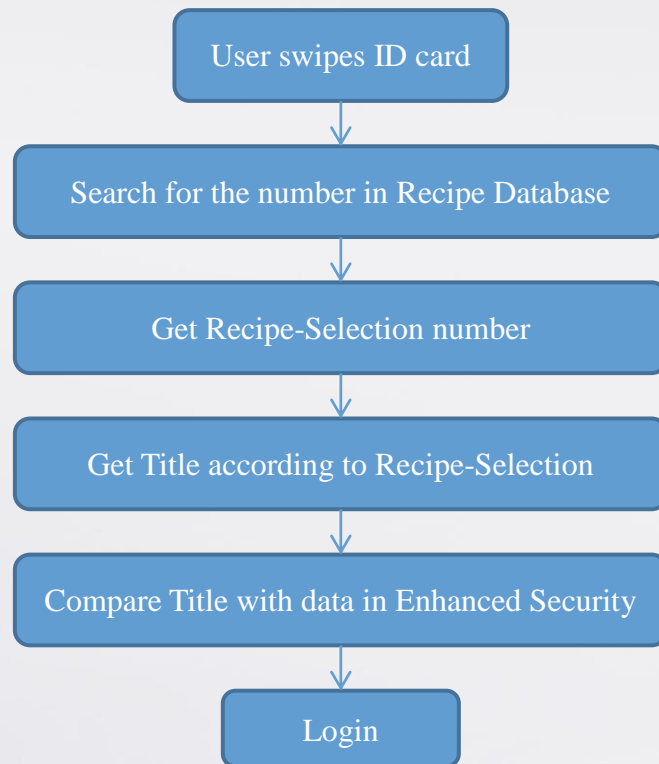 User swipes ID card
Search for the number in Recipe Database
Get Recipe-Selection number
Get Title according to Recipe-Selection
Compare Title with data in Enhanced Security
Login